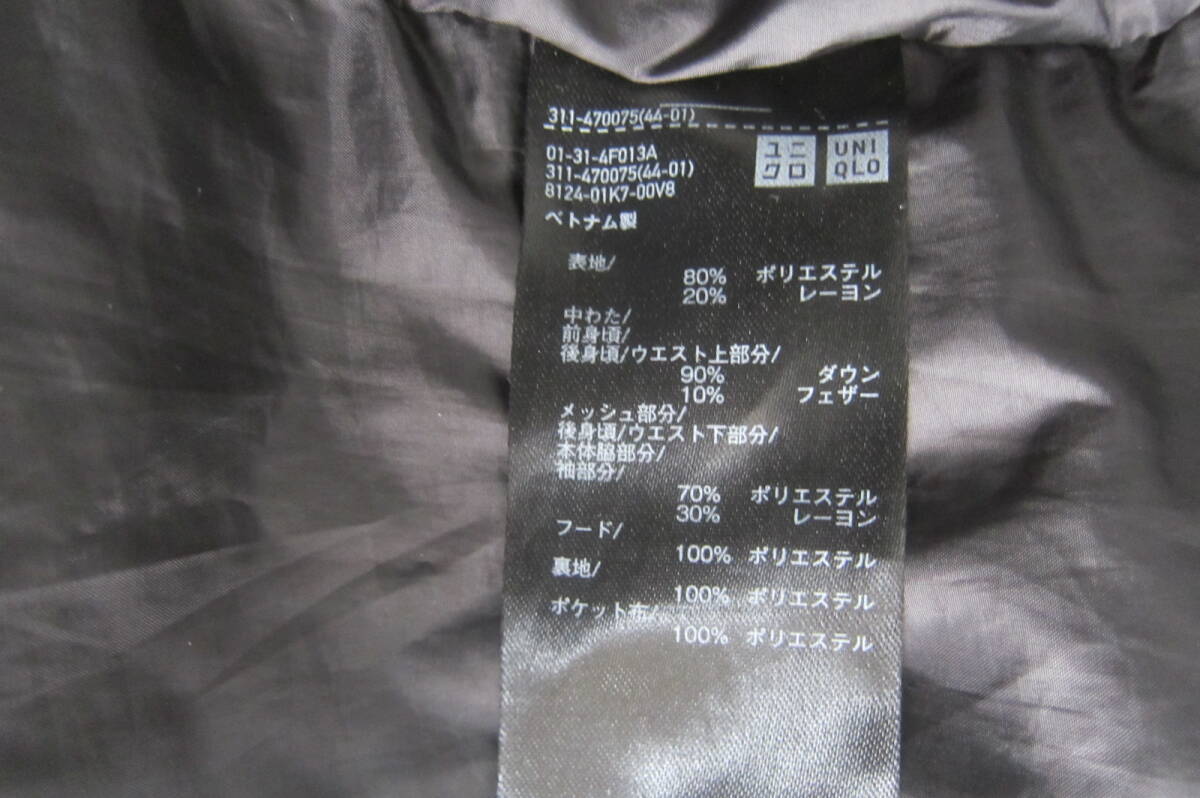 311-470075(44-01)
01-31-4F013A
311-470075(44-01)
8124-01K7-00V8
ユニ
クロ
UNI
QLO
ベトナム製
表地/
80% ポリエステル
20% レーヨン
中わた/
前身頃/
後身頃/ウエスト上部分/
90% ダウン
10% フェザー
メッシュ部分/
後身頃/ウエスト下部分/
本体脇部分/
袖部分/
70% ポリエステル
30% レーヨン
フード/
100% ポリエステル
裏地/
100% ポリエステル
ポケット布/
100% ポリエステル